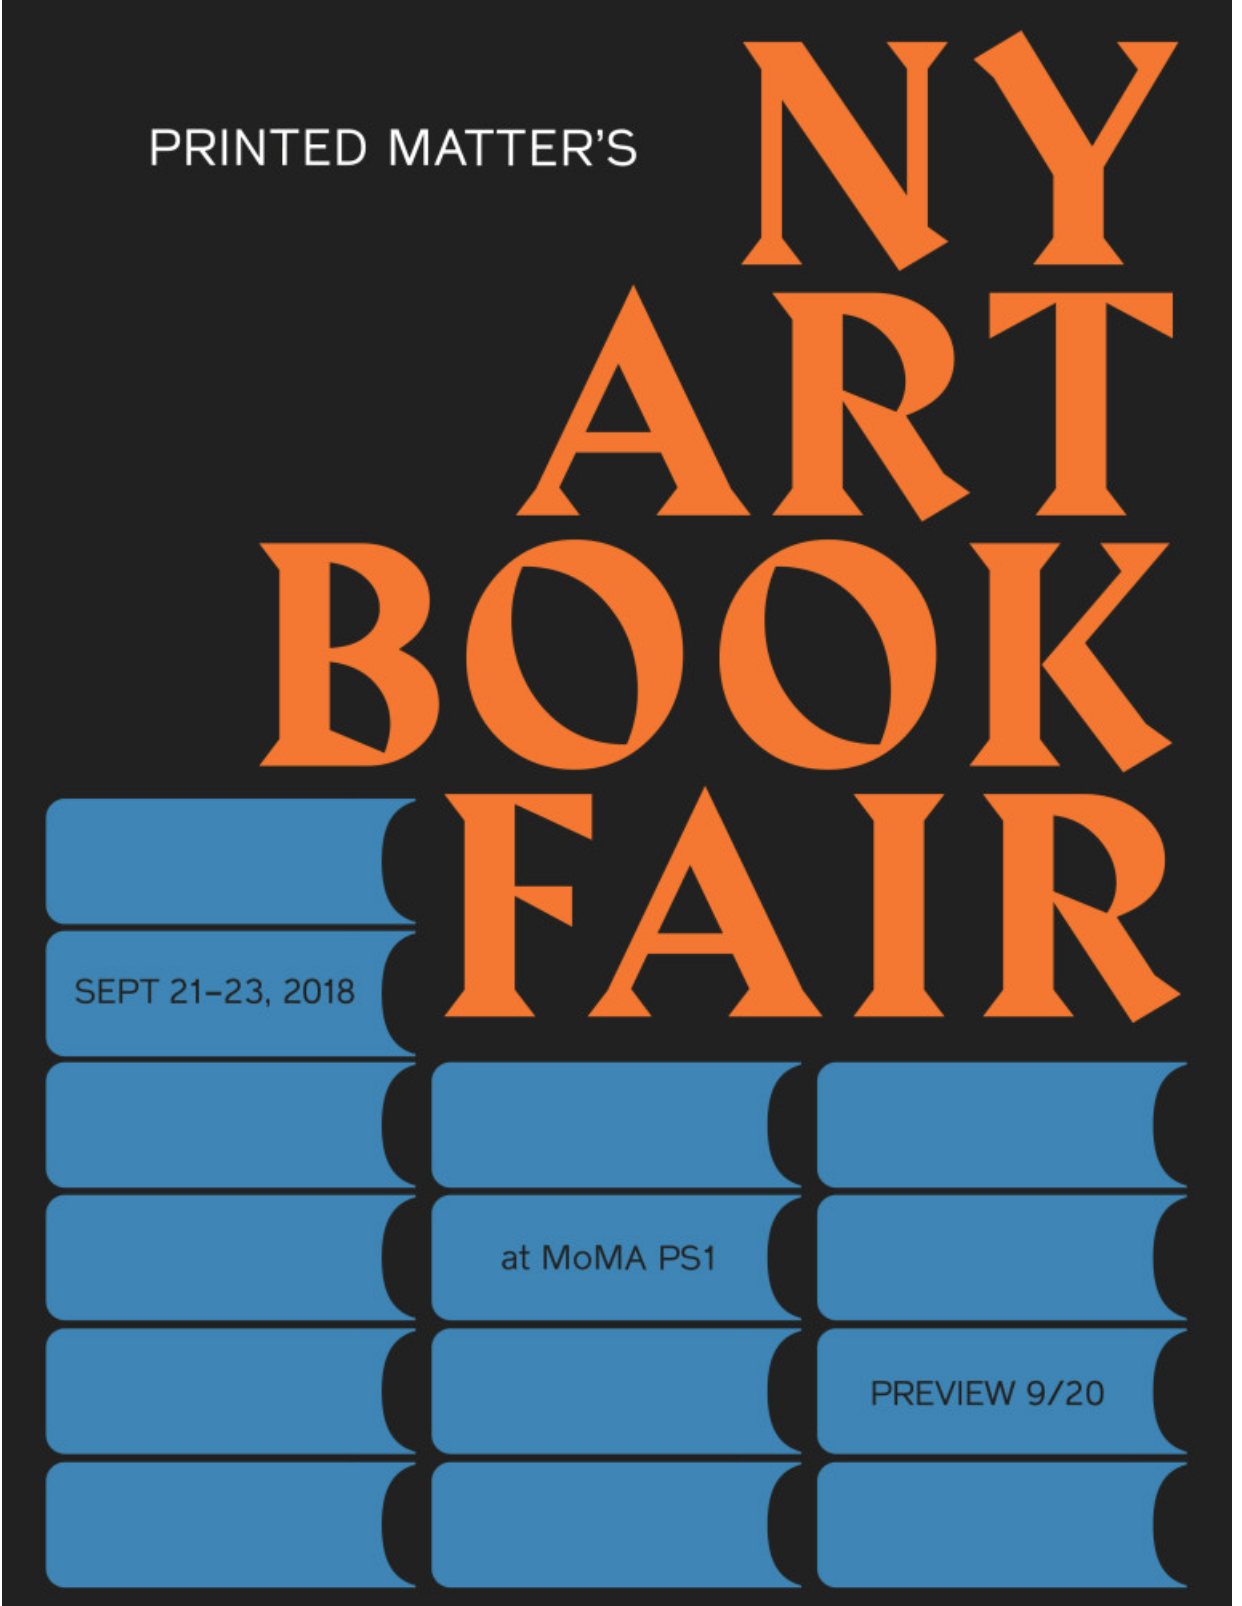 PRINTED MATTER'S
NY
ART
BOOK
FAIR
SEPT 21–23, 2018
at MoMA PS1
PREVIEW 9/20